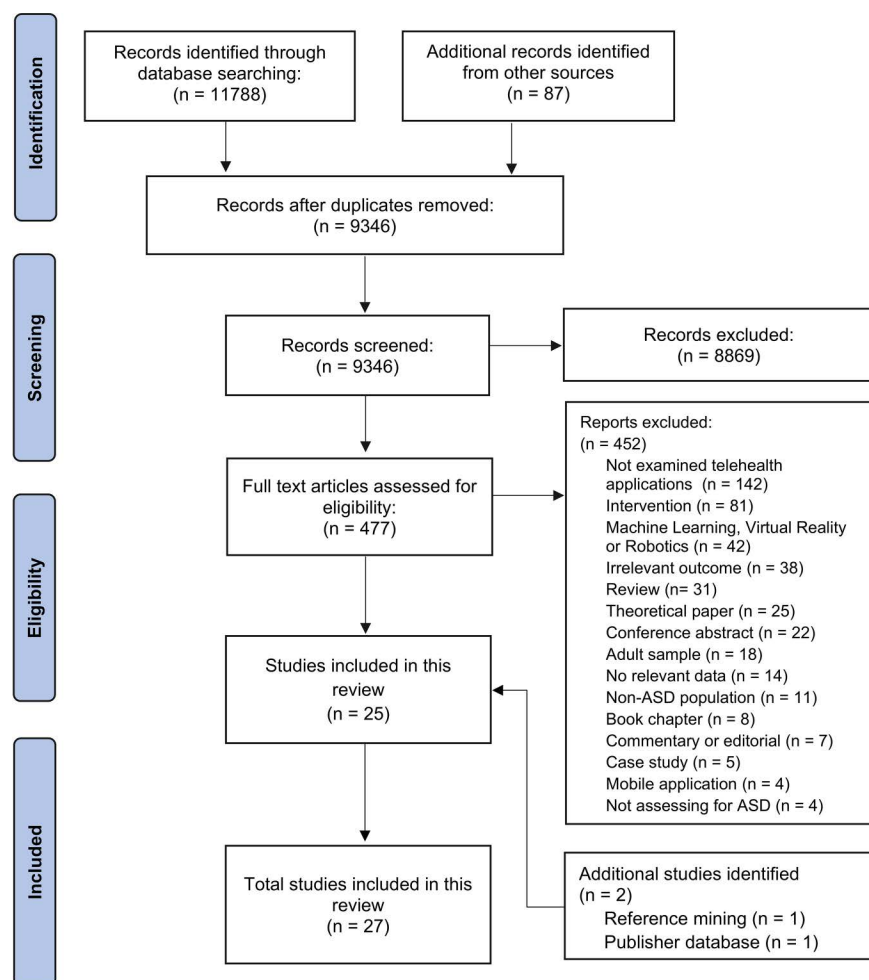 Identification
Records identified through
database searching:
(n = 11788)
Additional records identified
from other sources
(n = 87)
Records after duplicates removed:
(n = 9346)
Screening
Records screened:
(n = 9346)
Records excluded:
(n = 8869)
Eligibility
Full text articles assessed for
eligibility:
(n = 477)
Reports excluded:
(n = 452)
Not examined telehealth
applications (n = 142)
Intervention (n = 81)
Machine Learning, Virtual Reality
or Robotics (n = 42)
Irrelevant outcome (n = 38)
Review (n= 31)
Theoretical paper (n = 25)
Conference abstract (n = 22)
Adult sample (n = 18)
No relevant data (n = 14)
Non-ASD population (n = 11)
Book chapter (n = 8)
Commentary or editorial (n = 7)
Case study (n = 5)
Mobile application (n = 4)
Not assessing for ASD (n = 4)
Studies included in this
review
(n = 25)
Included
Total studies included in this
review
(n = 27)
Additional studies identified
(n = 2)
Reference mining (n = 1)
Publisher database (n = 1)